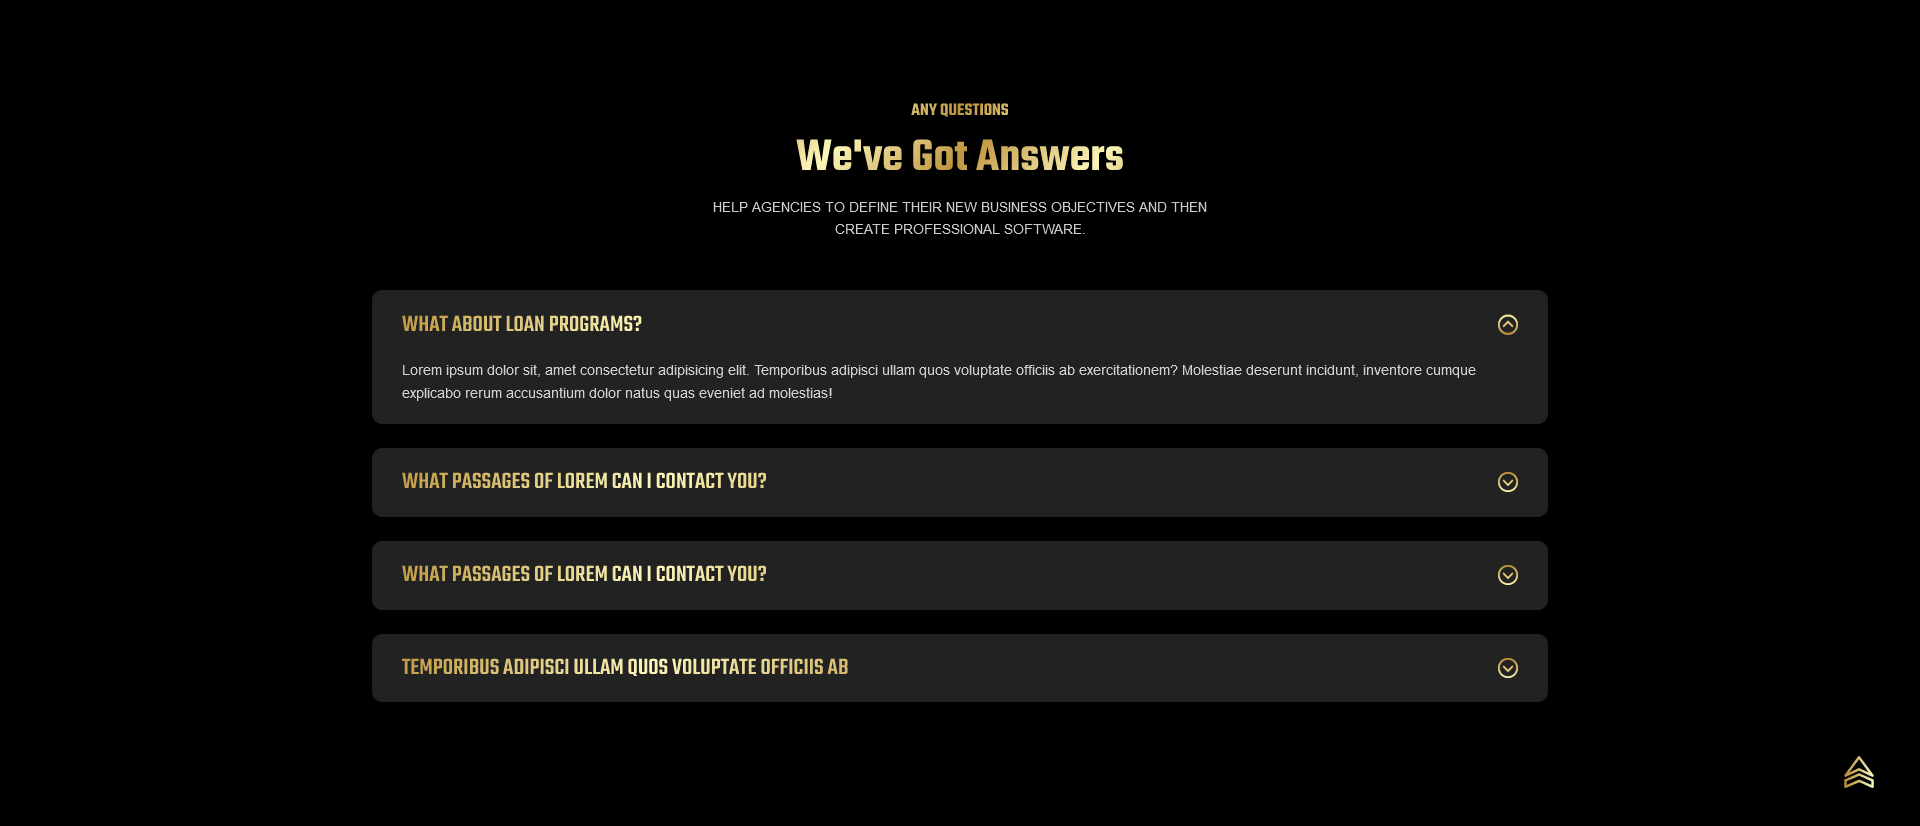 ANY QUESTIONS
We've Got Answers
HELP AGENCIES TO DEFINE THEIR NEW BUSINESS OBJECTIVES AND THEN
CREATE PROFESSIONAL SOFTWARE.
WHAT ABOUT LOAN PROGRAMS?
Lorem ipsum dolor sit, amet consectetur adipisicing elit. Temporibus adipisci ullam quos voluptate officiis ab exercitationem? Molestiae deserunt incidunt, inventore cumque
explicabo rerum accusantium dolor natus quas eveniet ad molestias!
WHAT PASSAGES OF LOREM CAN I CONTACT YOU?
WHAT PASSAGES OF LOREM CAN I CONTACT YOU?
TEMPORIBUS ADIPISCI ULLAM QUOS VOLUPTATE OFFICIIS AB